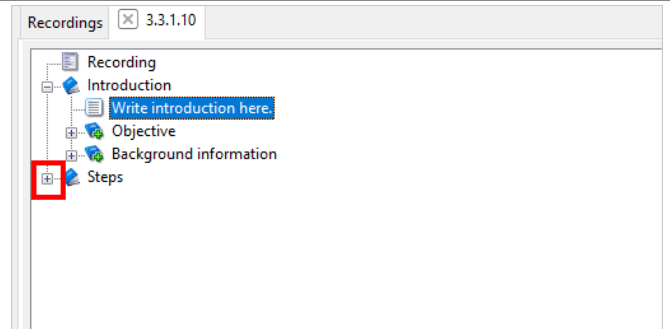 Recordings 3.3.1.10
Recording
Introduction
Write introduction here.
Objective
Background information
Steps